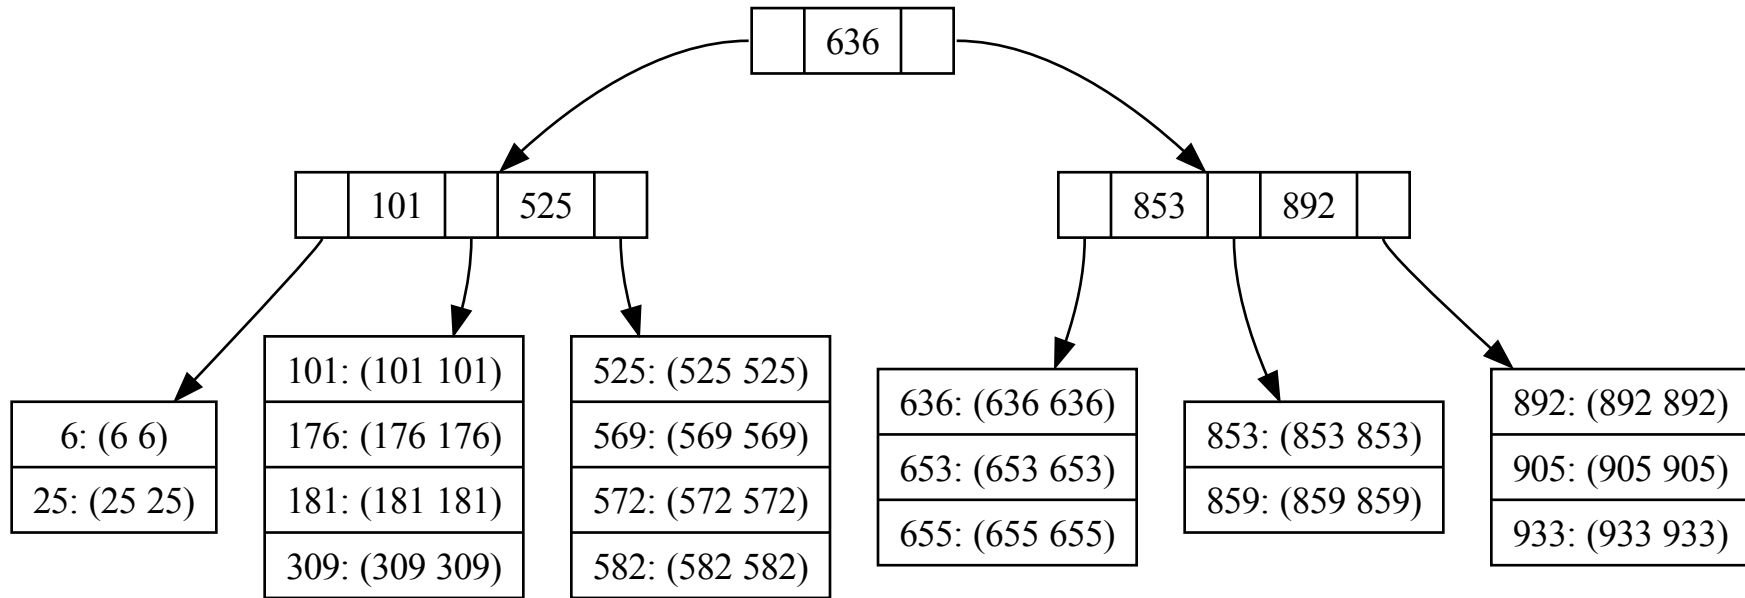 636
101 525
853 892
6: (6 6)
25: (25 25)
101: (101 101)
176: (176 176)
181: (181 181)
309: (309 309)
525: (525 525)
569: (569 569)
572: (572 572)
582: (582 582)
636: (636 636)
653: (653 653)
655: (655 655)
853: (853 853)
859: (859 859)
892: (892 892)
905: (905 905)
933: (933 933)